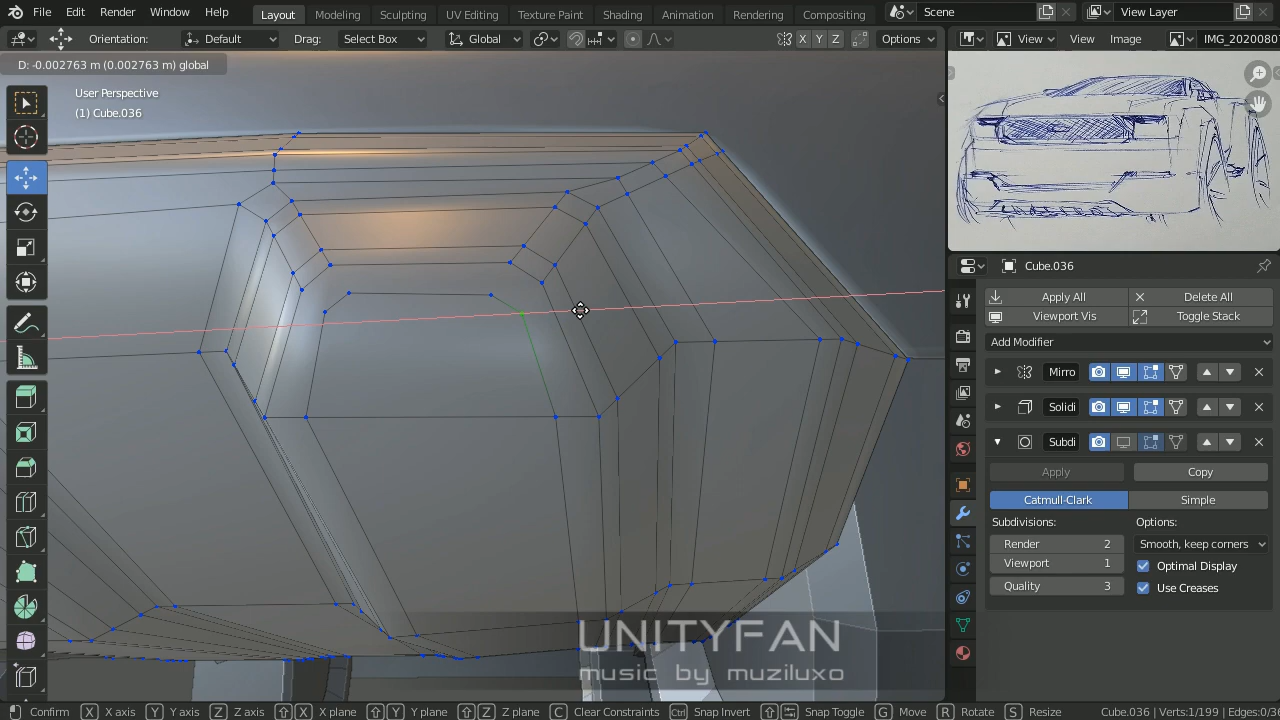 File Edit Render Window Help Layout Modeling Sculpting UV Editing Texture Paint Shading Animation Rendering Compositing Scene View Layer
Orientation: Default Drag: Select Box Global X Y Z Options View View Image IMG_2020080
D: -0.002763 m (0.002763 m) global
User Perspective
(1) Cube.036
Cube.036
Apply All Delete All
Viewport Vis Toggle Stack
Add Modifier
Mirro
Solidi
Subdi
Apply Copy
Catmull-Clark Simple
Subdivisions: Options:
Render 2 Smooth, keep corners
Viewport 1 Optimal Display
Quality 3 Use Creases
UNITYFAN
music by muziluxo
Confirm X X axis Y Y axis Z Z axis X X plane Y Y plane Z Z plane C Clear Constraints Ctrl Snap Invert Snap Toggle G Move R Rotate S Resize Cube.036 | Verts:1/199 | Edges:0/3